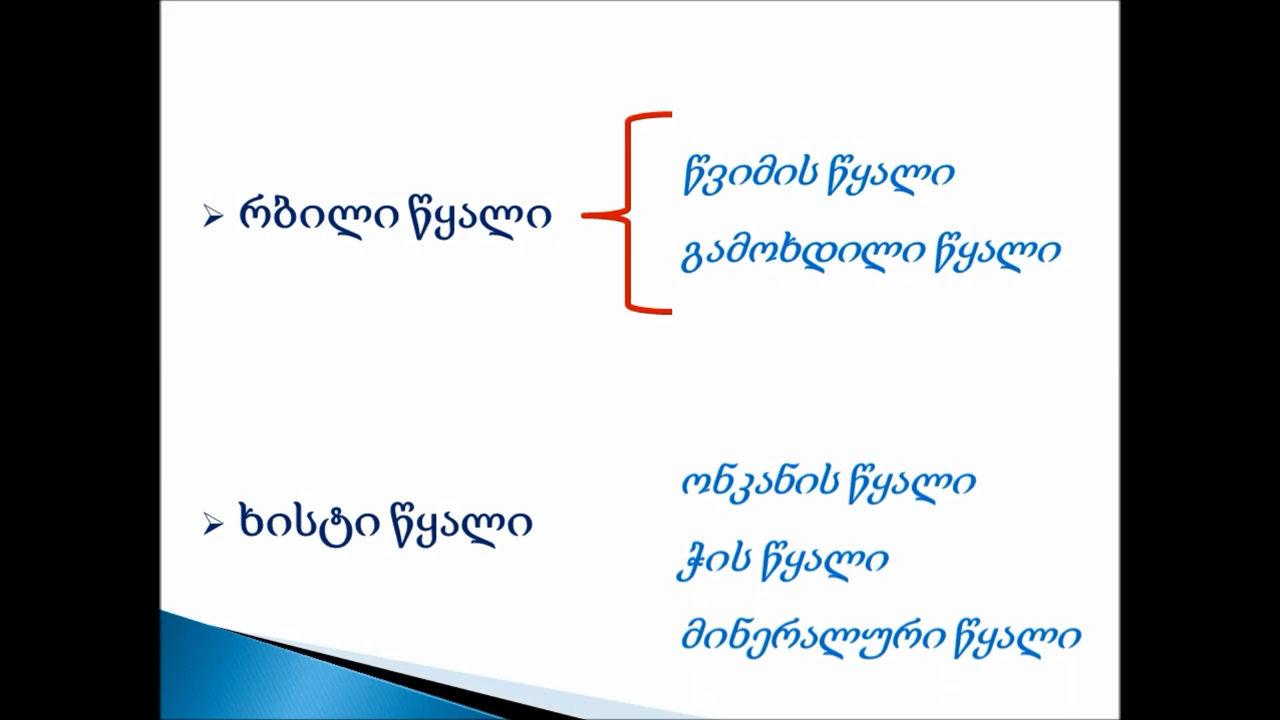 რბილი წყალი
წვიმის წყალი
გამოხდილი წყალი
ხისტი წყალი
ონკანის წყალი
ჭის წყალი
მინერალური წყალი